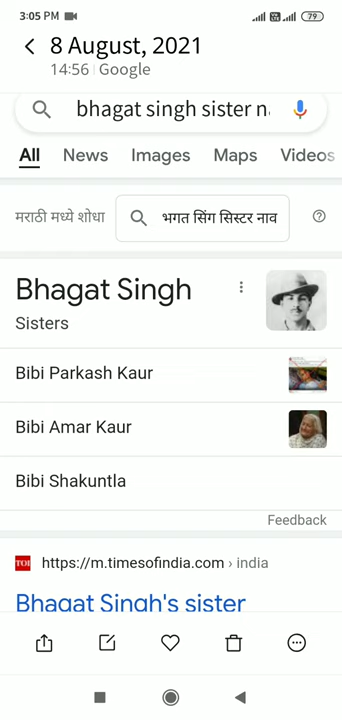 3:05 PM
79
8 August, 2021
14:56 | Google
bhagat singh sister n
All News Images Maps Videos
मराठी मध्ये शोधा
भगत सिंग सिस्टर नाव
Bhagat Singh
Sisters
Bibi Parkash Kaur
Bibi Amar Kaur
Bibi Shakuntla
Feedback
TOI https://m.timesofindia.com › india
Bhagat Singh's sister